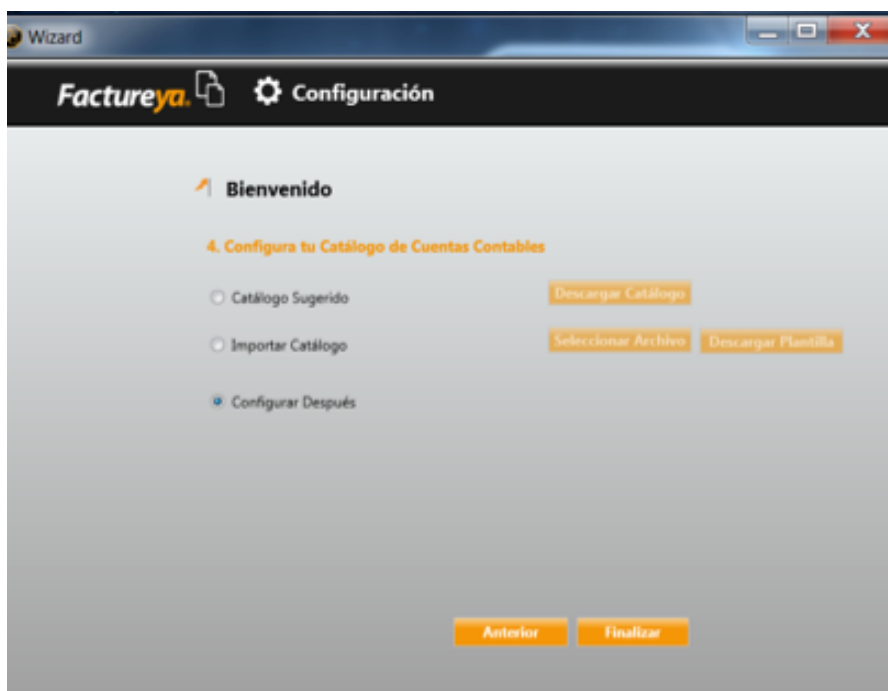 Wizard
Factureya. Configuración
Bienvenido
4. Configura tu Catálogo de Cuentas Contables
Catálogo Sugerido Descargar Catálogo
Importar Catálogo Seleccionar Archivo Descargar Plantilla
Configurar Después
Anterior Finalizar